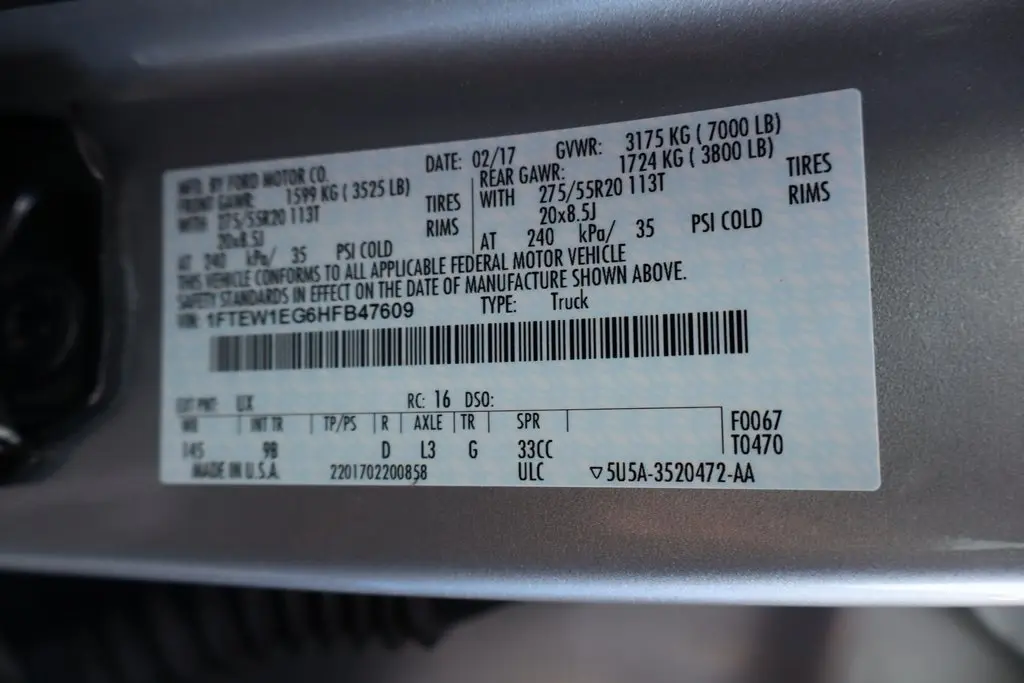 MFD. BY FORD MOTOR CO.
DATE: 02/17 GVWR: 3175 KG ( 7000 LB)
FRONT GAWR: 1599 KG ( 3525 LB) REAR GAWR: 1724 KG ( 3800 LB)
WITH 275/55R20 113T TIRES WITH 275/55R20 113T TIRES
20x8.5J RIMS 20x8.5J RIMS
AT 240 kPa/ 35 PSI COLD AT 240 kPa/ 35 PSI COLD
THIS VEHICLE CONFORMS TO ALL APPLICABLE FEDERAL MOTOR VEHICLE
SAFETY STANDARDS IN EFFECT ON THE DATE OF MANUFACTURE SHOWN ABOVE.
VIN: 1FTEW1EG6HFB47609 TYPE: Truck
EXT PNT: UX RC: 16 DSO:
WB INT TR TP/PS R AXLE TR SPR F0067
145 9B D L3 G 33CC T0470
MADE IN U.S.A. 2201702200858 ULC ▽5U5A-3520472-AA